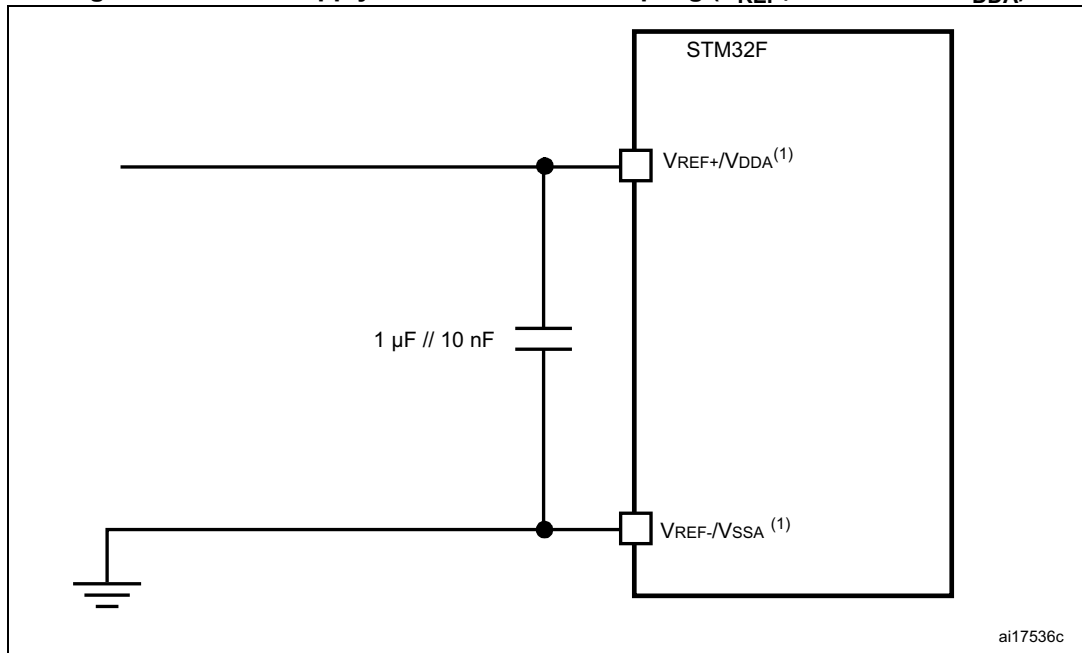 STM32F
VREF+/VDDA(1)
1 µF // 10 nF
VREF-/VSSA (1)
ai17536c